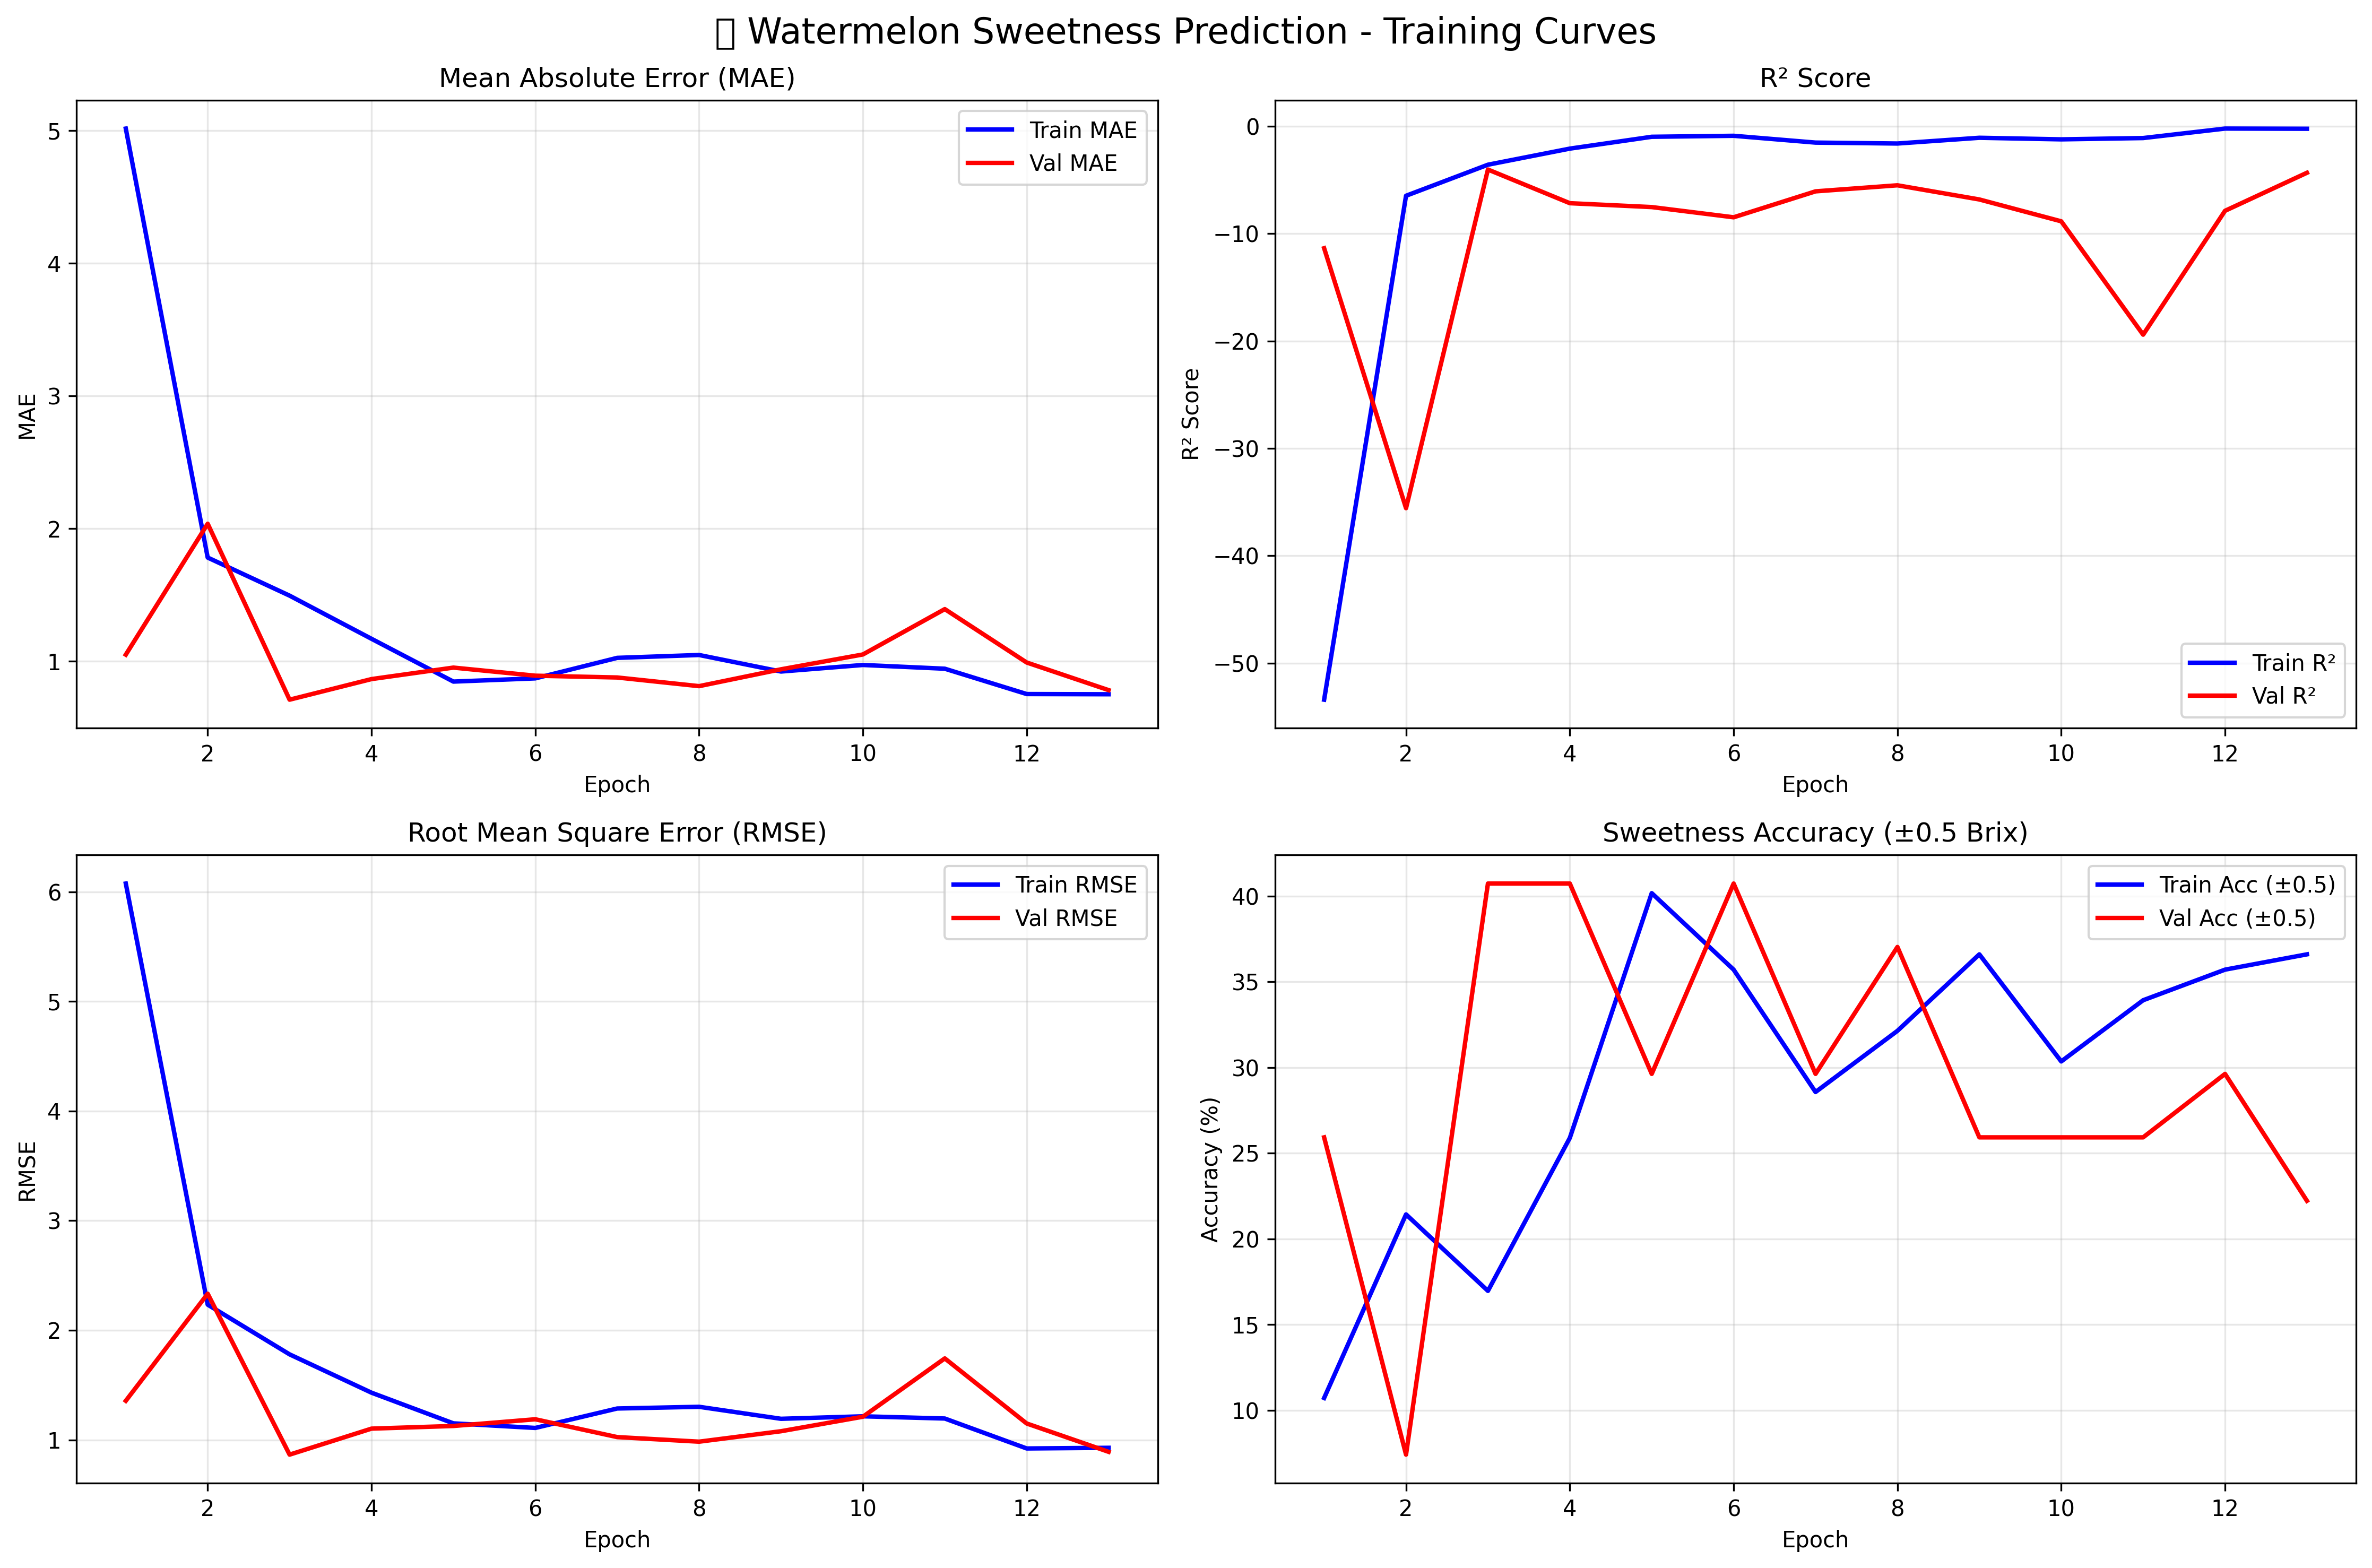 ▯ Watermelon Sweetness Prediction - Training Curves
Mean Absolute Error (MAE)
5
4
3
2
1
MAE
Train MAE
Val MAE
2 4 6 8 10 12
Epoch
R² Score
0
−10
−20
−30
−40
−50
R² Score
Train R²
Val R²
2 4 6 8 10 12
Epoch
Root Mean Square Error (RMSE)
6
5
4
3
2
1
RMSE
Train RMSE
Val RMSE
2 4 6 8 10 12
Epoch
Sweetness Accuracy (±0.5 Brix)
40
35
30
25
20
15
10
Accuracy (%)
Train Acc (±0.5)
Val Acc (±0.5)
2 4 6 8 10 12
Epoch